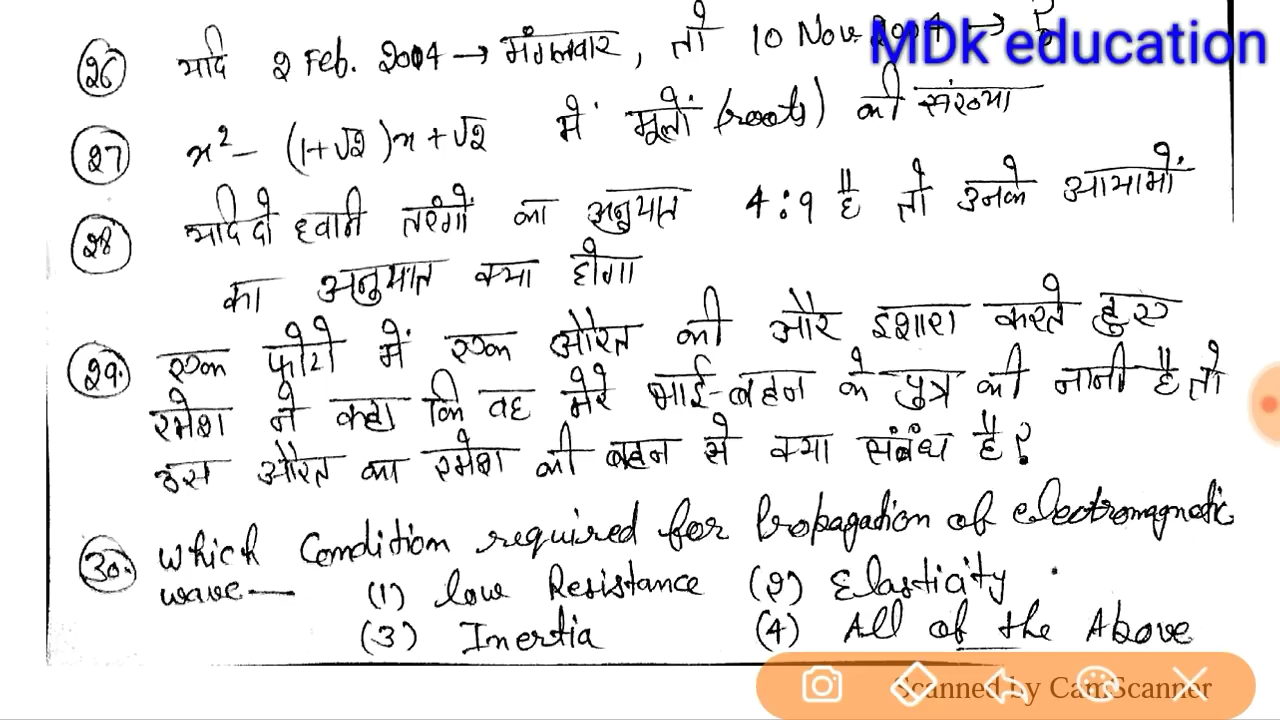 MDk education
(26) यदि 2 Feb. 2004 → मंगलवार, तो 10 Nov. 2004 → ?
(27) x² - (1+√2)x + √2 में मूलों (roots) की संख्या
(28) यदि दो ध्वनि तरंगों का अनुपात 4:9 है तो उनके आयामों
का अनुपात क्या होगा
(29) एक फोटो में एक औरत की और इशारा करते हुए
रमेश ने कहा कि वह मेरे भाई-बहन के पुत्र की नानी है तो
उस औरत का रमेश की बहन से क्या संबंध है?
(30) Which Condition required for Propagation of electromagnetic
wave — (1) low Resistance (2) Elasticity
(3) Inertia (4) All of the Above
Scanned by CamScanner